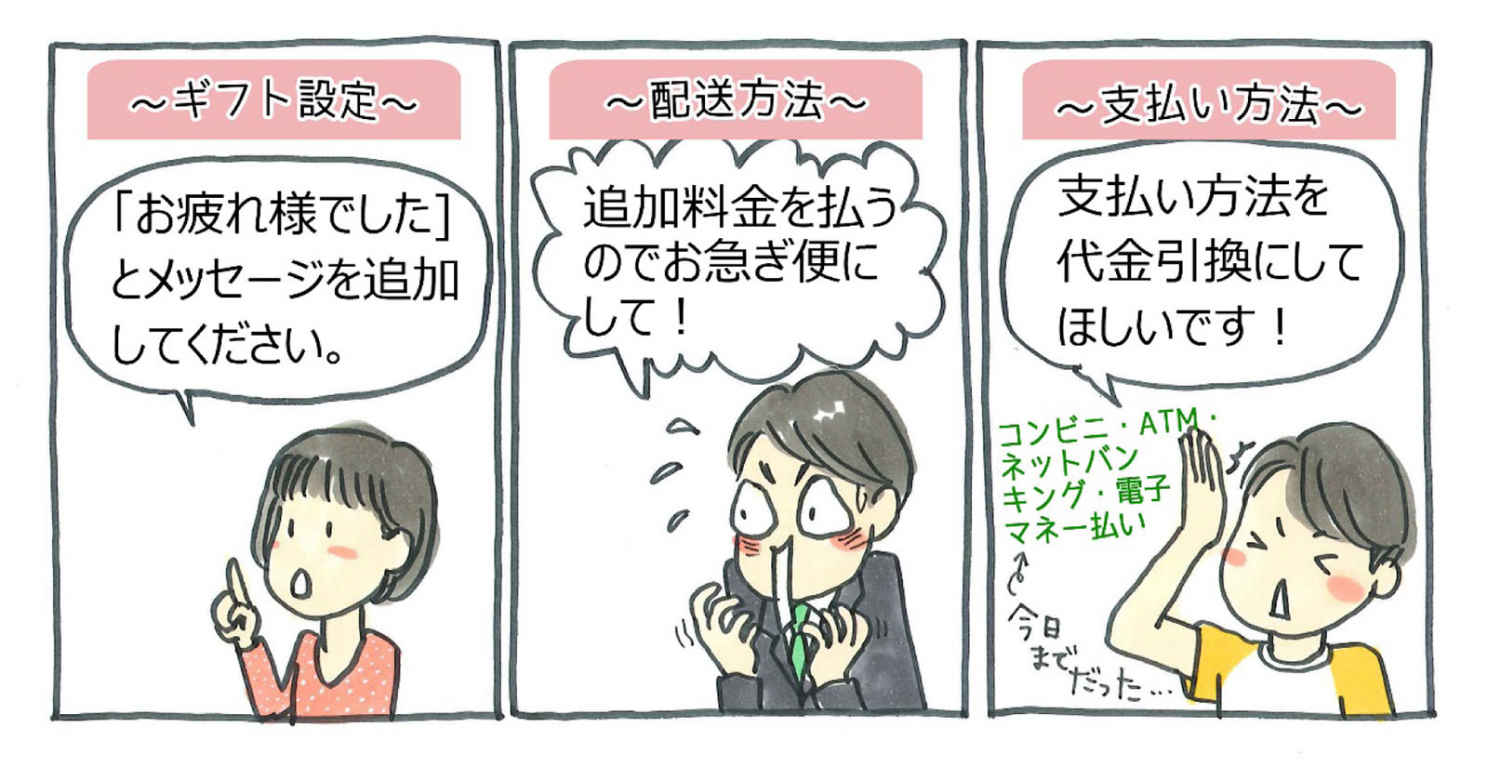 ～ギフト設定～
「お疲れ様でした]
とメッセージを追加
してください。
～配送方法～
追加料金を払う
のでお急ぎ便に
して！
～支払い方法～
支払い方法を
代金引換にして
ほしいです！
コンビニ・ATM・
ネットバン
キング・電子
マネー払い
今日
まで
だった…